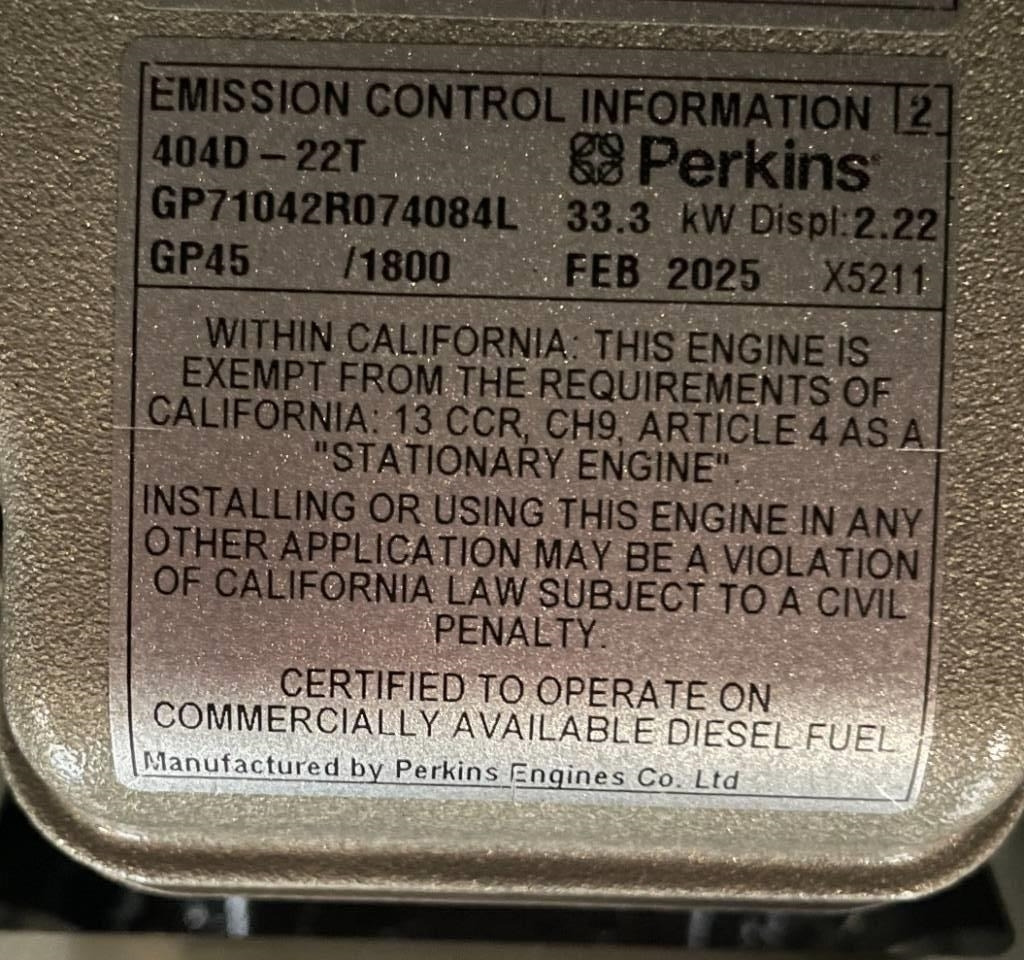 EMISSION CONTROL INFORMATION 2
404D – 22T Perkins
GP71042R074084L 33.3 kW Displ:2.22
GP45 /1800 FEB 2025 X5211
WITHIN CALIFORNIA: THIS ENGINE IS
EXEMPT FROM THE REQUIREMENTS OF
CALIFORNIA: 13 CCR, CH9, ARTICLE 4 AS A
"STATIONARY ENGINE".
INSTALLING OR USING THIS ENGINE IN ANY
OTHER APPLICATION MAY BE A VIOLATION
OF CALIFORNIA LAW SUBJECT TO A CIVIL
PENALTY.
CERTIFIED TO OPERATE ON
COMMERCIALLY AVAILABLE DIESEL FUEL
Manufactured by Perkins Engines Co. Ltd